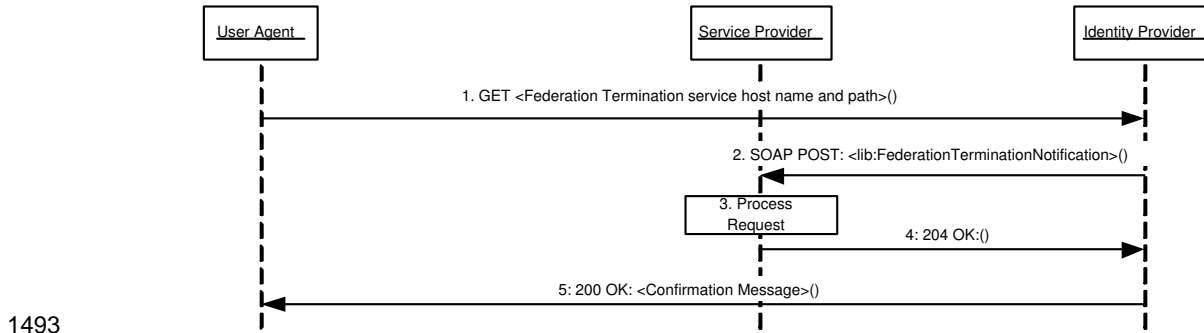 User Agent
Service Provider
Identity Provider
1. GET <Federation Termination service host name and path>()
2. SOAP POST: <lib:FederationTerminationNotification>()
3. Process
Request
4: 204 OK:()
5: 200 OK: <Confirmation Message>()
1493